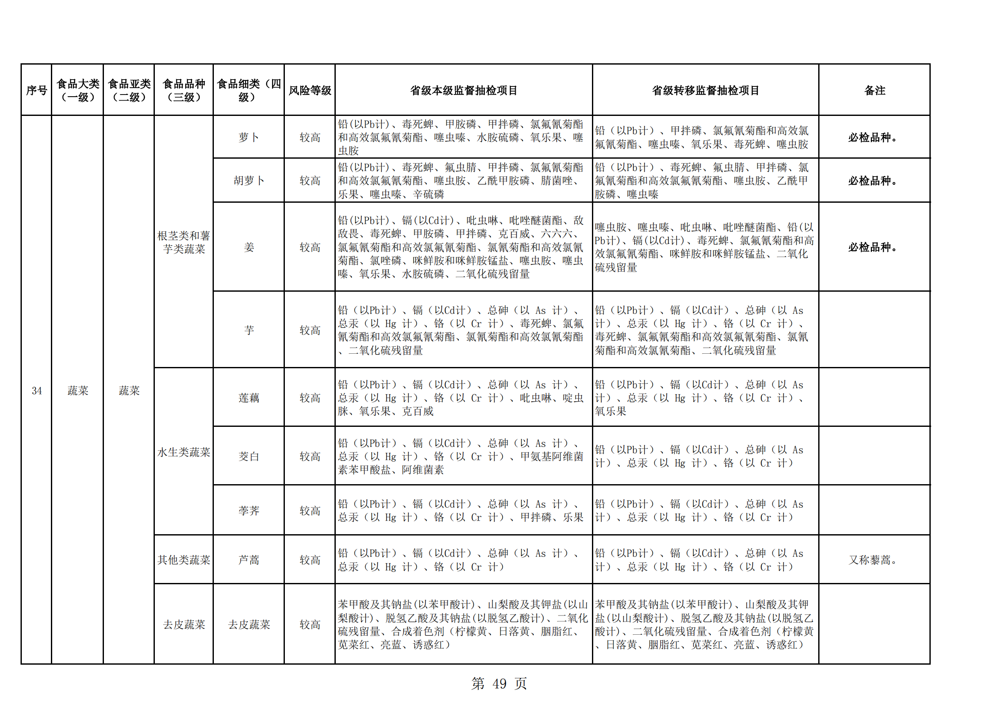 序号
食品大类
（一级）
食品亚类
（二级）
食品品种
（三级）
食品细类（四
级）
风险等级
省级本级监督抽检项目
省级转移监督抽检项目
备注
34
蔬菜
蔬菜
根茎类和薯
芋类蔬菜
萝卜
较高
铅(以Pb计)、毒死蜱、甲胺磷、甲拌磷、氯氟氰菊酯
和高效氯氟氰菊酯、噻虫嗪、水胺硫磷、氧乐果、噻
虫胺
铅（以Pb计）、甲拌磷、氯氟氰菊酯和高效氯
氟氰菊酯、噻虫嗪、氧乐果、毒死蜱、噻虫胺
必检品种。
胡萝卜
较高
铅(以Pb计)、毒死蜱、氟虫腈、甲拌磷、氯氟氰菊酯
和高效氯氟氰菊酯、噻虫胺、乙酰甲胺磷、腈菌唑、
乐果、噻虫嗪、辛硫磷
铅（以Pb计）、毒死蜱、氟虫腈、甲拌磷、氯
氟氰菊酯和高效氯氟氰菊酯、噻虫胺、乙酰甲
胺磷、噻虫嗪
必检品种。
姜
较高
铅(以Pb计)、镉(以Cd计)、吡虫啉、吡唑醚菌酯、敌
敌畏、毒死蜱、甲胺磷、甲拌磷、克百威、六六六、
氯氟氰菊酯和高效氯氟氰菊酯、氯氰菊酯和高效氯氰
菊酯、氯唑磷、咪鲜胺和咪鲜胺锰盐、噻虫胺、噻虫
嗪、氧乐果、水胺硫磷、二氧化硫残留量
噻虫胺、噻虫嗪、吡虫啉、吡唑醚菌酯、铅(以
Pb计)、镉(以Cd计)、毒死蜱、氯氟氰菊酯和高
效氯氟氰菊酯、咪鲜胺和咪鲜胺锰盐、二氧化
硫残留量
必检品种。
芋
较高
铅（以Pb计）、镉（以Cd计）、总砷（以 As 计）、
总汞（以 Hg 计）、铬（以 Cr 计）、毒死蜱、氯氟
氰菊酯和高效氯氟氰菊酯、氯氰菊酯和高效氯氰菊酯
、二氧化硫残留量
铅（以Pb计）、镉（以Cd计）、总砷（以 As
计）、总汞（以 Hg 计）、铬（以 Cr 计）、
毒死蜱、氯氟氰菊酯和高效氯氟氰菊酯、氯氰
菊酯和高效氯氰菊酯、二氧化硫残留量
水生类蔬菜
莲藕
较高
铅（以Pb计）、镉（以Cd计）、总砷（以 As 计）、
总汞（以 Hg 计）、铬（以 Cr 计）、吡虫啉、啶虫
脒、氧乐果、克百威
铅（以Pb计）、镉（以Cd计）、总砷（以 As
计）、总汞（以 Hg 计）、铬（以 Cr 计）、
氧乐果
茭白
较高
铅（以Pb计）、镉（以Cd计）、总砷（以 As 计）、
总汞（以 Hg 计）、铬（以 Cr 计）、甲氨基阿维菌
素苯甲酸盐、阿维菌素
铅（以Pb计）、镉（以Cd计）、总砷（以 As
计）、总汞（以 Hg 计）、铬（以 Cr 计）
荸荠
较高
铅（以Pb计）、镉（以Cd计）、总砷（以 As 计）、
总汞（以 Hg 计）、铬（以 Cr 计）、甲拌磷、乐果
铅（以Pb计）、镉（以Cd计）、总砷（以 As
计）、总汞（以 Hg 计）、铬（以 Cr 计）
其他类蔬菜
芦蒿
较高
铅（以Pb计）、镉（以Cd计）、总砷（以 As 计）、
总汞（以 Hg 计）、铬（以 Cr 计）
铅（以Pb计）、镉（以Cd计）、总砷（以 As
计）、总汞（以 Hg 计）、铬（以 Cr 计）
又称藜蒿。
去皮蔬菜
去皮蔬菜
较高
苯甲酸及其钠盐(以苯甲酸计)、山梨酸及其钾盐(以山
梨酸计)、脱氢乙酸及其钠盐(以脱氢乙酸计)、二氧化
硫残留量、合成着色剂（柠檬黄、日落黄、胭脂红、
苋菜红、亮蓝、诱惑红）
苯甲酸及其钠盐(以苯甲酸计)、山梨酸及其钾
盐(以山梨酸计)、脱氢乙酸及其钠盐(以脱氢乙
酸计)、二氧化硫残留量、合成着色剂（柠檬黄
、日落黄、胭脂红、苋菜红、亮蓝、诱惑红）
第 49 页